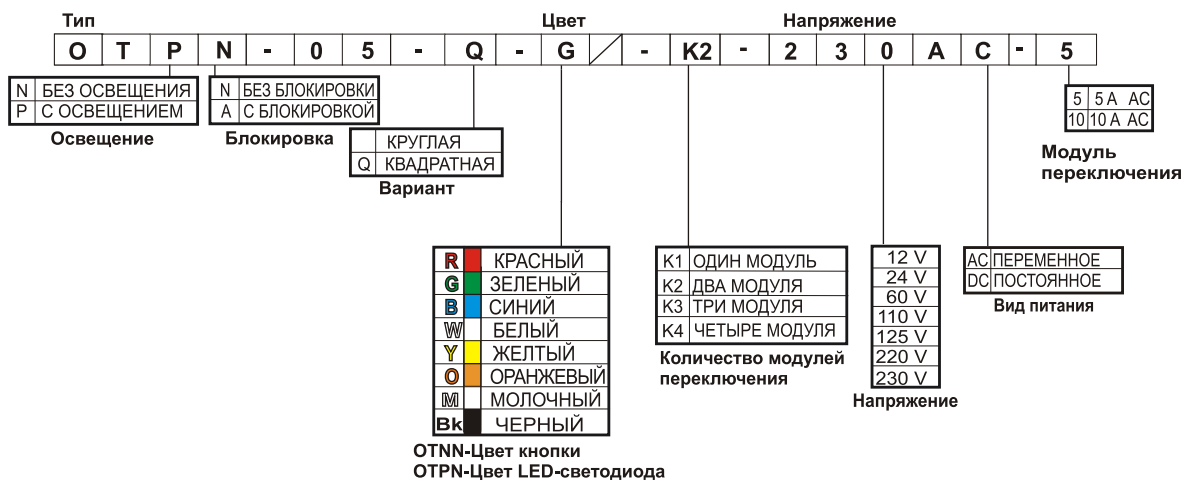 Тип Цвет Напряжение
O T P N - 0 5 - Q - G / - K2 - 2 3 0 A C - 5
N БЕЗ ОСВЕЩЕНИЯ
P С ОСВЕЩЕНИЕМ
Освещение
N БЕЗ БЛОКИРОВКИ
A С БЛОКИРОВКОЙ
Блокировка
КРУГЛАЯ
Q КВАДРАТНАЯ
Вариант
5 5 A AC
10 10 A AC
Модуль
переключения
R КРАСНЫЙ
G ЗЕЛЕНЫЙ
B СИНИЙ
W БЕЛЫЙ
Y ЖЕЛТЫЙ
O ОРАНЖЕВЫЙ
M МОЛОЧНЫЙ
Bk ЧЕРНЫЙ
OTNN-Цвет кнопки
OTPN-Цвет LED-светодиода
K1 ОДИН МОДУЛЬ
K2 ДВА МОДУЛЯ
K3 ТРИ МОДУЛЯ
K4 ЧЕТЫРЕ МОДУЛЯ
Количество модулей
переключения
12 V
24 V
60 V
110 V
125 V
220 V
230 V
Напряжение
AC ПЕРЕМЕННОЕ
DC ПОСТОЯННОЕ
Вид питания